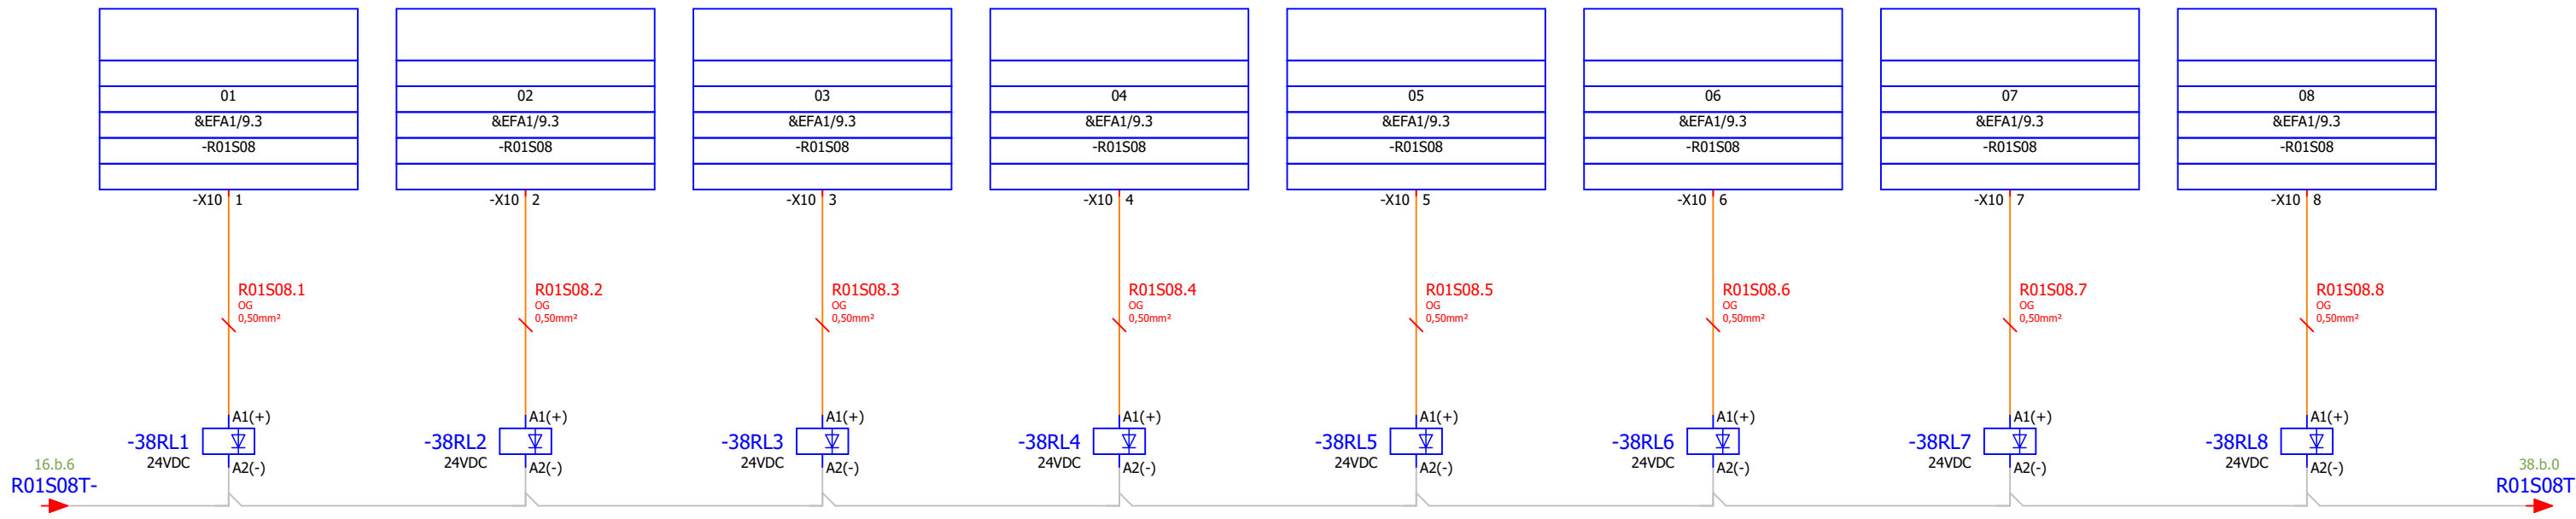 01 02 03 04 05 06 07 08
&EFA1/9.3 &EFA1/9.3 &EFA1/9.3 &EFA1/9.3 &EFA1/9.3 &EFA1/9.3 &EFA1/9.3 &EFA1/9.3
-R01S08 -R01S08 -R01S08 -R01S08 -R01S08 -R01S08 -R01S08 -R01S08
-X10 1 -X10 2 -X10 3 -X10 4 -X10 5 -X10 6 -X10 7 -X10 8
R01S08.1 R01S08.2 R01S08.3 R01S08.4 R01S08.5 R01S08.6 R01S08.7 R01S08.8
OG OG OG OG OG OG OG OG
0,50mm² 0,50mm² 0,50mm² 0,50mm² 0,50mm² 0,50mm² 0,50mm² 0,50mm²
A1(+) A1(+) A1(+) A1(+) A1(+) A1(+) A1(+) A1(+)
-38RL1 -38RL2 -38RL3 -38RL4 -38RL5 -38RL6 -38RL7 -38RL8
24VDC 24VDC 24VDC 24VDC 24VDC 24VDC 24VDC 24VDC
A2(-) A2(-) A2(-) A2(-) A2(-) A2(-) A2(-) A2(-)
16.b.6 38.b.0
R01S08T- R01S08T